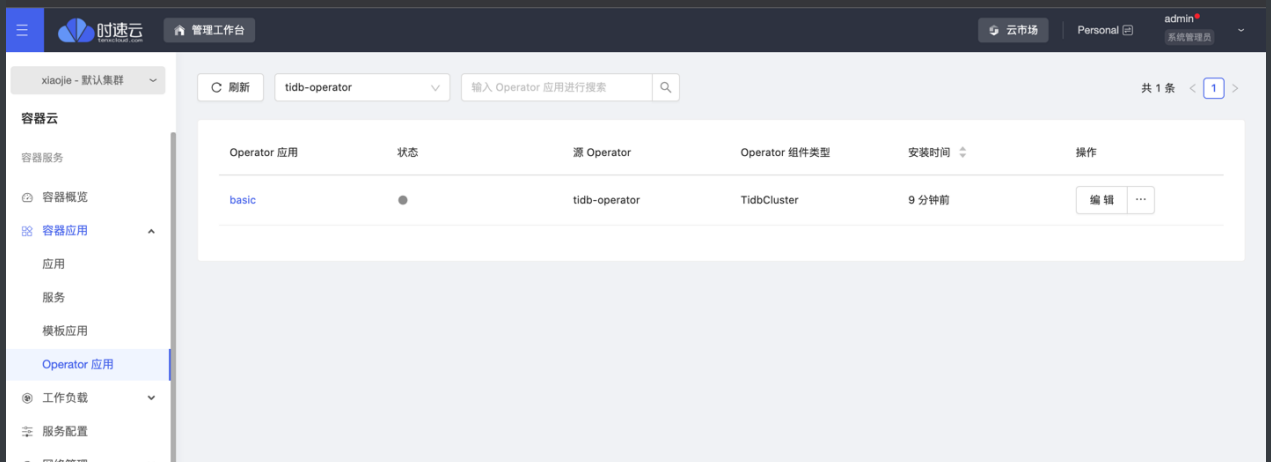 时速云
tenxcloud.com
管理工作台
云市场
Personal
admin
系统管理员
xiaojie - 默认集群
容器云
容器服务
容器概览
容器应用
应用
服务
模板应用
Operator 应用
工作负载
服务配置
刷新
tidb-operator
输入 Operator 应用进行搜索
共 1 条 < 1 >
Operator 应用 状态 源 Operator Operator 组件类型 安装时间 操作
basic tidb-operator TidbCluster 9 分钟前 编 辑 ···